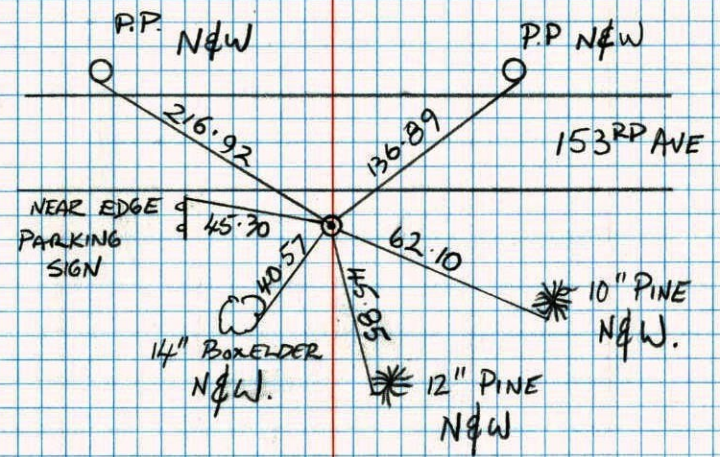 P.P. N&W
P.P N&W
216.92
136.89
153RD AVE
NEAR EDGE
PARKING
SIGN
45.30
62.10
40.57
45.85
10" PINE
N&W.
14" BOXELDER
N&W.
12" PINE
N&W